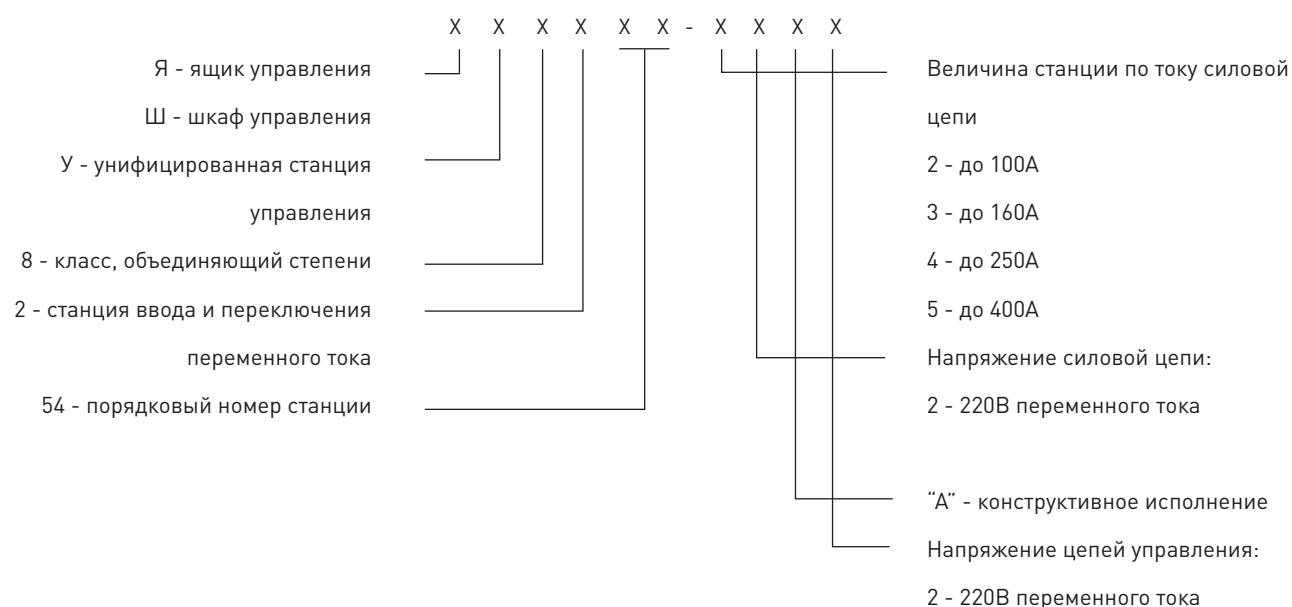 X X X X X X - X X X X
Я - ящик управления
Ш - шкаф управления
У - унифицированная станция
управления
8 - класс, объединяющий степени
2 - станция ввода и переключения
переменного тока
54 - порядковый номер станции
Величина станции по току силовой
цепи
2 - до 100А
3 - до 160А
4 - до 250А
5 - до 400А
Напряжение силовой цепи:
2 - 220В переменного тока
“А” - конструктивное исполнение
Напряжение цепей управления:
2 - 220В переменного тока